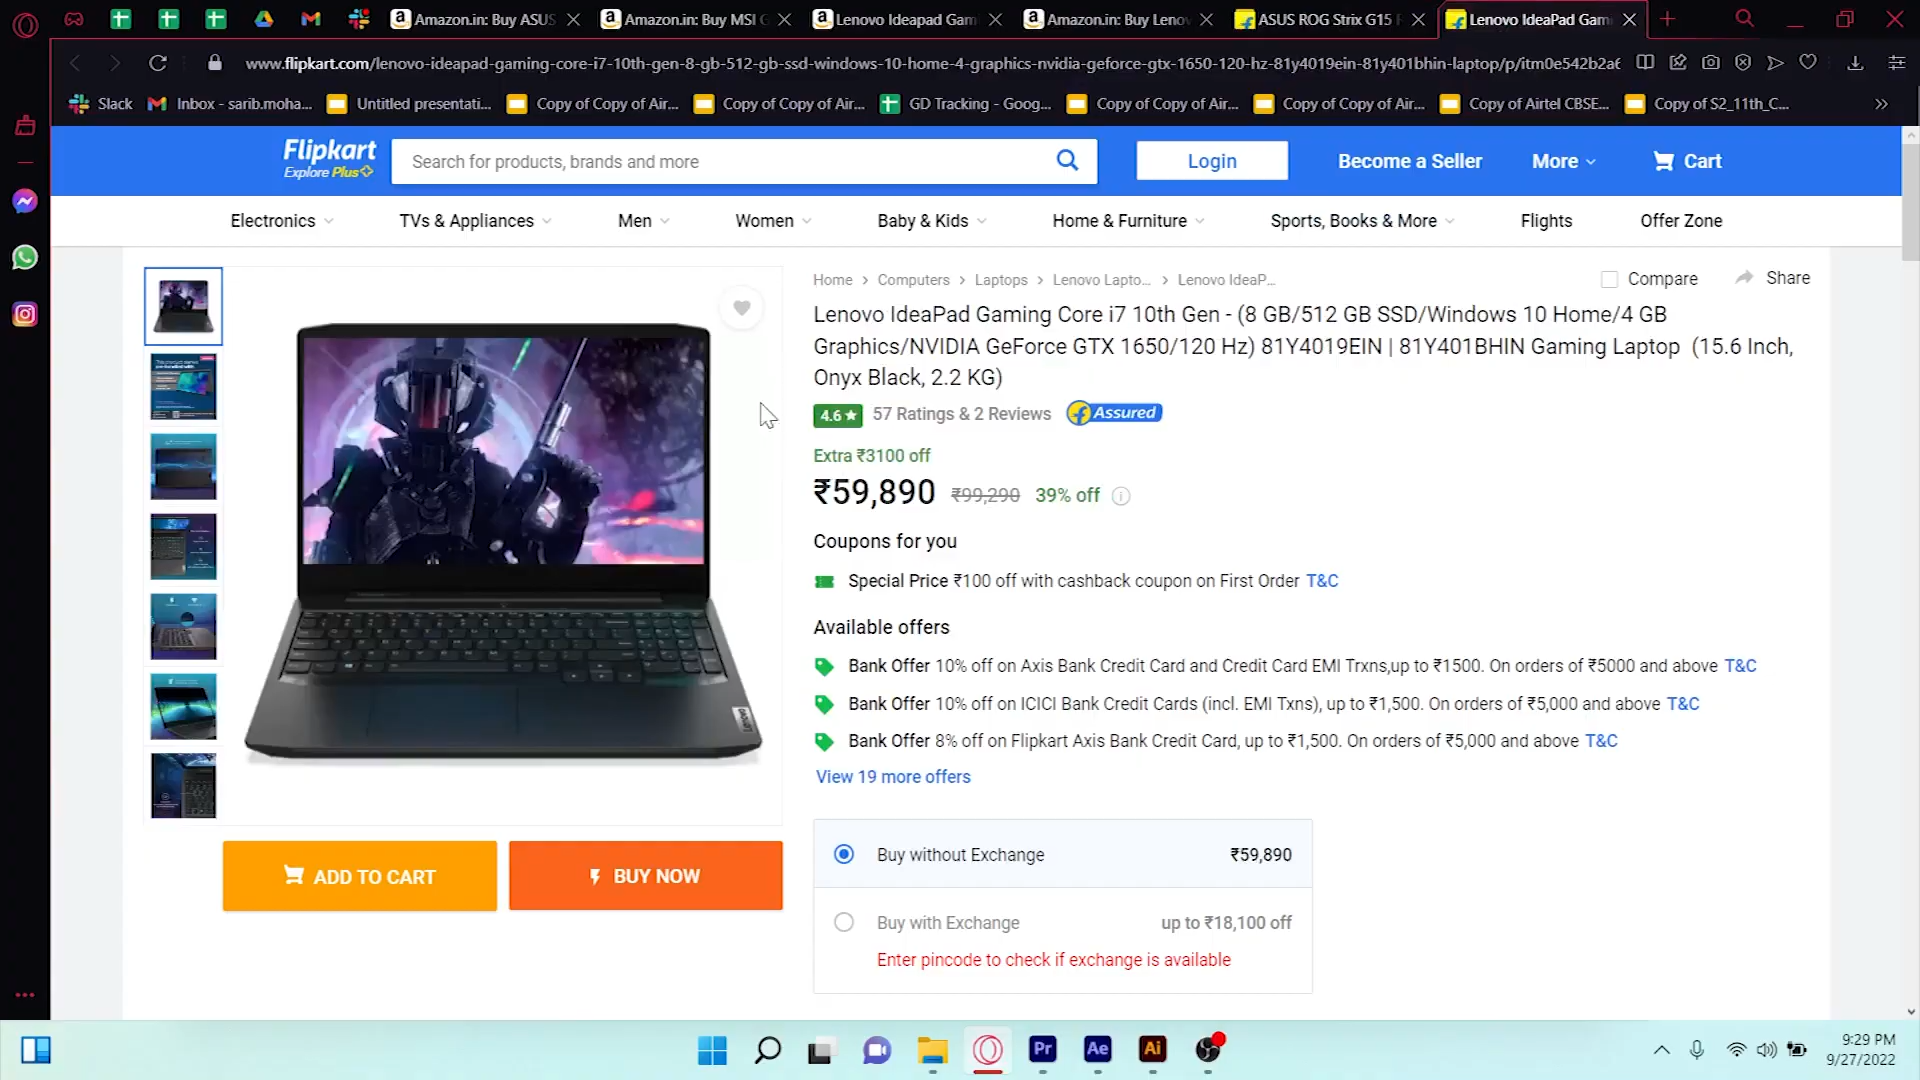 Amazon.in: Buy ASUS
Amazon.in: Buy MSI G
Lenovo Ideapad Gam
Amazon.in: Buy Lenov
ASUS ROG Strix G15 R
Lenovo IdeaPad Gam
www.flipkart.com/lenovo-ideapad-gaming-core-i7-10th-gen-8-gb-512-gb-ssd-windows-10-home-4-graphics-nvidia-geforce-gtx-1650-120-hz-81y4019ein-81y401bhin-laptop/p/itm0e542b2a6
Slack
Inbox - sarib.moha...
Untitled presentati...
Copy of Copy of Air...
Copy of Copy of Air...
GD Tracking - Goog...
Copy of Copy of Air...
Copy of Copy of Air...
Copy of Airtel CBSE...
Copy of S2_11th_C...
Flipkart
Explore Plus
Search for products, brands and more
Login
Become a Seller
More
Cart
Electronics
TVs & Appliances
Men
Women
Baby & Kids
Home & Furniture
Sports, Books & More
Flights
Offer Zone
Home > Computers > Laptops > Lenovo Lapto... > Lenovo IdeaP...
Compare
Share
Lenovo IdeaPad Gaming Core i7 10th Gen - (8 GB/512 GB SSD/Windows 10 Home/4 GB
Graphics/NVIDIA GeForce GTX 1650/120 Hz) 81Y4019EIN | 81Y401BHIN Gaming Laptop (15.6 Inch,
Onyx Black, 2.2 KG)
4.6 ★ 57 Ratings & 2 Reviews Assured
Extra ₹3100 off
₹59,890 ₹99,290 39% off
Coupons for you
Special Price ₹100 off with cashback coupon on First Order T&C
Available offers
Bank Offer 10% off on Axis Bank Credit Card and Credit Card EMI Trxns,up to ₹1500. On orders of ₹5000 and above T&C
Bank Offer 10% off on ICICI Bank Credit Cards (incl. EMI Txns), up to ₹1,500. On orders of ₹5,000 and above T&C
Bank Offer 8% off on Flipkart Axis Bank Credit Card, up to ₹1,500. On orders of ₹5,000 and above T&C
View 19 more offers
Lenovo
ADD TO CART
BUY NOW
Buy without Exchange ₹59,890
Buy with Exchange up to ₹18,100 off
Enter pincode to check if exchange is available
Pr
Ae
Ai
9:29 PM
9/27/2022